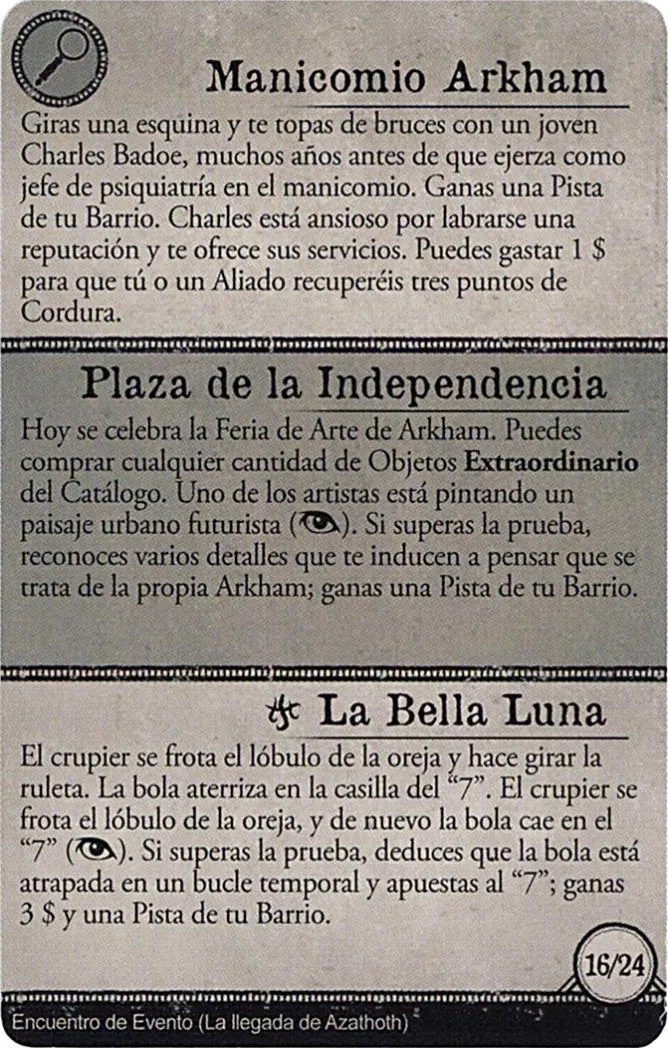 Manicomio Arkham
Giras una esquina y te topas de bruces con un joven
Charles Badoe, muchos años antes de que ejerza como
jefe de psiquiatría en el manicomio. Ganas una Pista
de tu Barrio. Charles está ansioso por labrarse una
reputación y te ofrece sus servicios. Puedes gastar 1 $
para que tú o un Aliado recuperéis tres puntos de
Cordura.
Plaza de la Independencia
Hoy se celebra la Feria de Arte de Arkham. Puedes
comprar cualquier cantidad de Objetos Extraordinario
del Catálogo. Uno de los artistas está pintando un
paisaje urbano futurista (). Si superas la prueba,
reconoces varios detalles que te inducen a pensar que se
trata de la propia Arkham; ganas una Pista de tu Barrio.
La Bella Luna
El crupier se frota el lóbulo de la oreja y hace girar la
ruleta. La bola aterriza en la casilla del “7”. El crupier se
frota el lóbulo de la oreja, y de nuevo la bola cae en el
“7” (). Si superas la prueba, deduces que la bola está
atrapada en un bucle temporal y apuestas al “7”; ganas
3 $ y una Pista de tu Barrio.
16/24
Encuentro de Evento (La llegada de Azathoth)